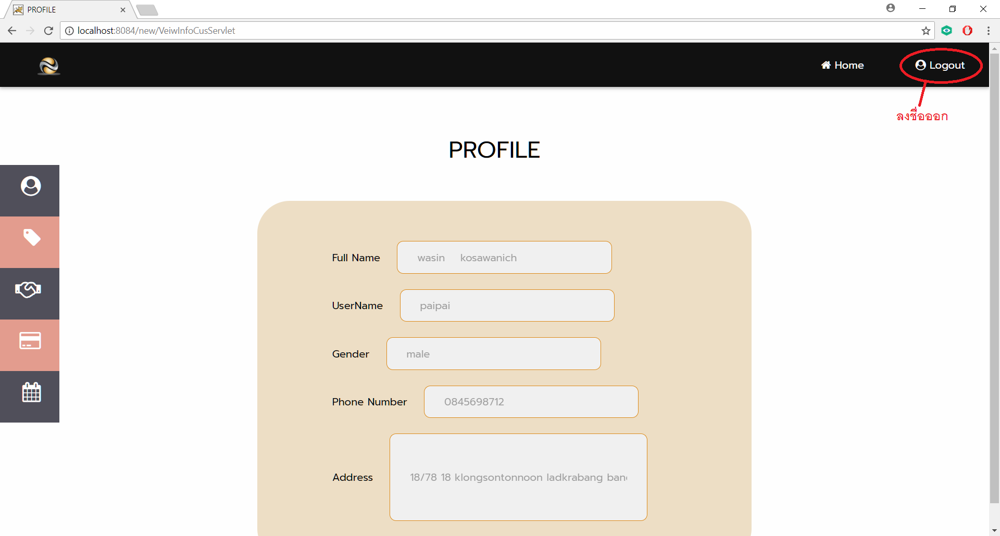 PROFILE
localhost:8084/new/VeiwInfoCusServlet
Home
Logout
ลงชื่อออก
PROFILE
Full Name
wasin kosawanich
UserName
paipai
Gender
male
Phone Number
0845698712
Address
18/78 18 klongsontonnoon ladkrabang ban